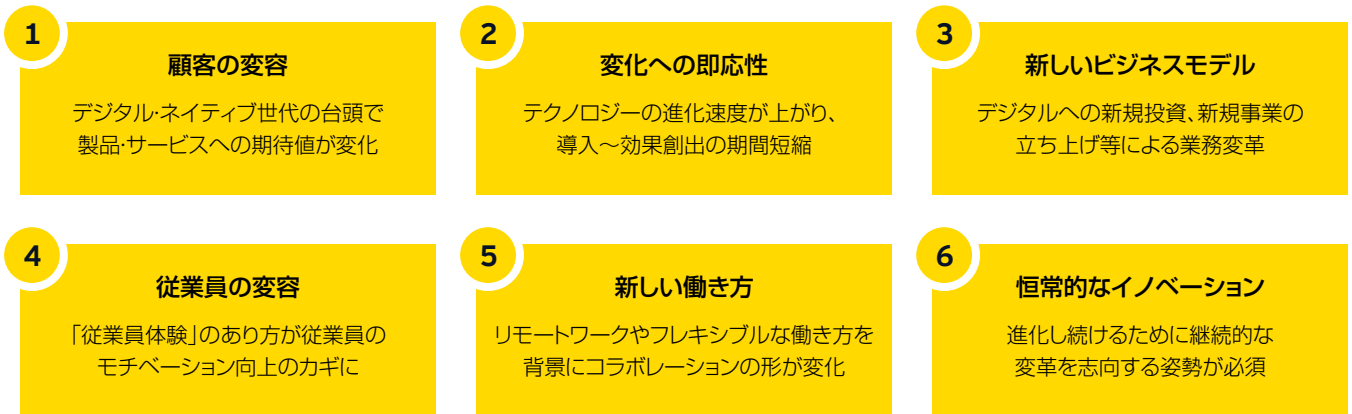 1
顧客の変容
デジタル・ネイティブ世代の台頭で
製品・サービスへの期待値が変化
2
変化への即応性
テクノロジーの進化速度が上がり、
導入～効果創出の期間短縮
3
新しいビジネスモデル
デジタルへの新規投資、新規事業の
立ち上げ等による業務変革
4
従業員の変容
「従業員体験」のあり方が従業員の
モチベーション向上のカギに
5
新しい働き方
リモートワークやフレキシブルな働き方を
背景にコラボレーションの形が変化
6
恒常的なイノベーション
進化し続けるために継続的な
変革を志向する姿勢が必須